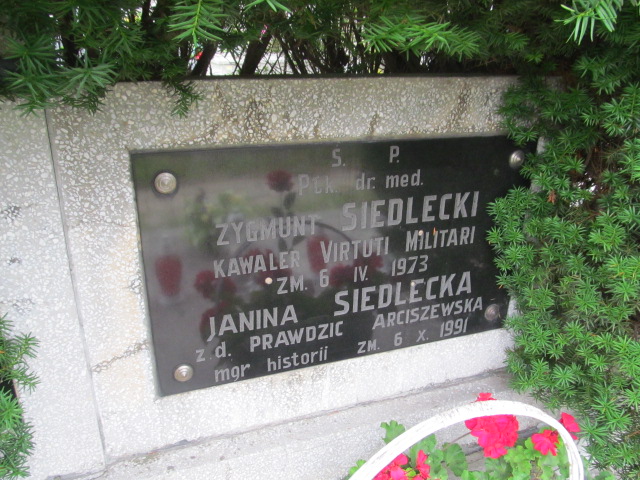 Ś. P.
Płk. dr. med.
ZYGMUNT SIEDLECKI
KAWALER VIRTUTI MILITARI
ZM. 6 IV. 1973
JANINA SIEDLECKA
z.d. PRAWDZIC ARCISZEWSKA
mgr historii ZM. 6 X. 1991